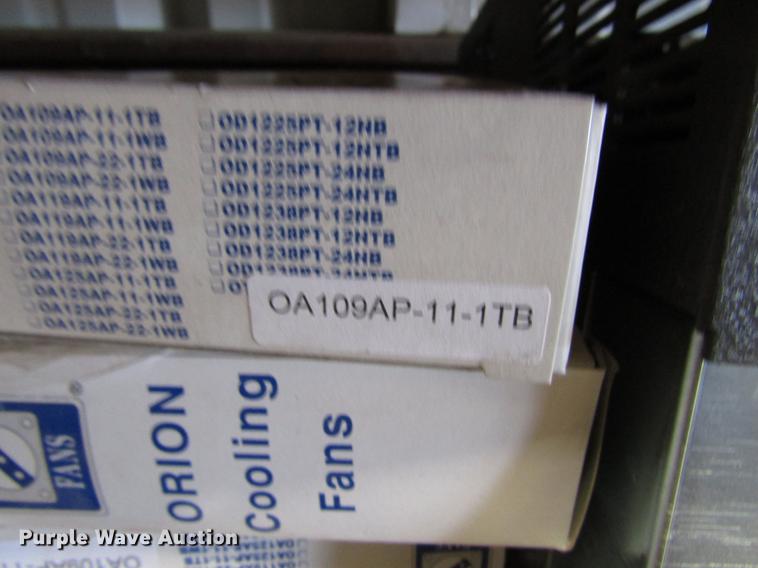 OA109AP-11-1TB
OA109AP-11-1WB
OA109AP-22-1TB
OA109AP-22-1WB
OA119AP-11-1TB
OA119AP-11-1WB
OA119AP-22-1TB
OA119AP-22-1WB
OA125AP-11-1TB
OA125AP-11-1WB
OA125AP-22-1TB
OA125AP-22-1WB
OD1225PT-12NB
OD1225PT-12NTB
OD1225PT-24NB
OD1225PT-24NTB
OD1238PT-12NB
OD1238PT-12NTB
OD1238PT-24NB
OD1238PT-24NTB
OA109AP-11-1TB
FANS
®
ORION
Cooling
Fans
Purple Wave Auction